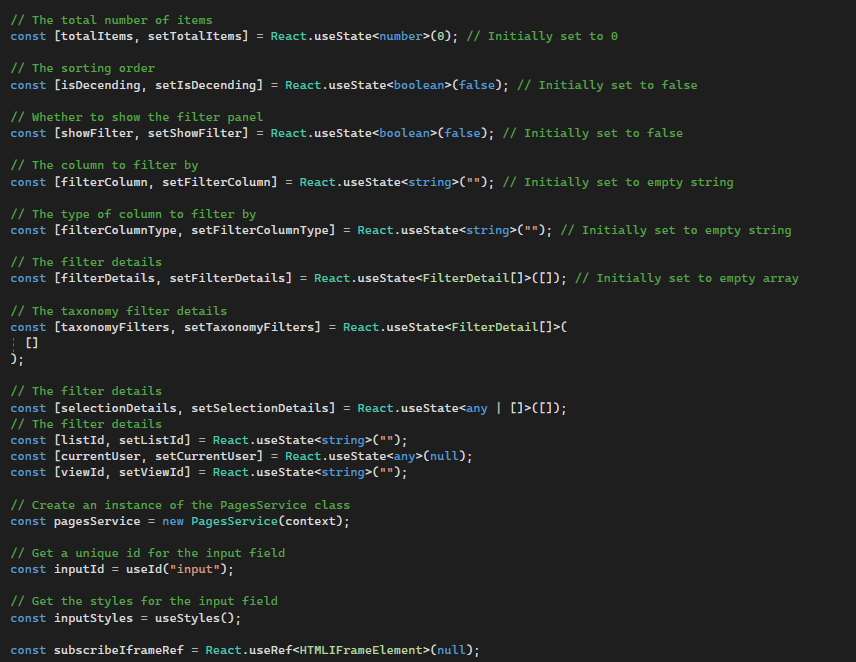 // The total number of items
const [totalItems, setTotalItems] = React.useState<number>(0); // Initially set to 0
// The sorting order
const [isDecending, setIsDecending] = React.useState<boolean>(false); // Initially set to false
// Whether to show the filter panel
const [showFilter, setShowFilter] = React.useState<boolean>(false); // Initially set to false
// The column to filter by
const [filterColumn, setFilterColumn] = React.useState<string>(""); // Initially set to empty string
// The type of column to filter by
const [filterColumnType, setFilterColumnType] = React.useState<string>(""); // Initially set to empty string
// The filter details
const [filterDetails, setFilterDetails] = React.useState<FilterDetail[]>([]); // Initially set to empty array
// The taxonomy filter details
const [taxonomyFilters, setTaxonomyFilters] = React.useState<FilterDetail[]>(
  []
);
// The filter details
const [selectionDetails, setSelectionDetails] = React.useState<any | []>([]);
// The filter details
const [listId, setListId] = React.useState<string>("");
const [currentUser, setCurrentUser] = React.useState<any>(null);
const [viewId, setViewId] = React.useState<string>("");
// Create an instance of the PagesService class
const pagesService = new PagesService(context);
// Get a unique id for the input field
const inputId = useId("input");
// Get the styles for the input field
const inputStyles = useStyles();
const subscribeIframeRef = React.useRef<HTMLIFrameElement>(null);